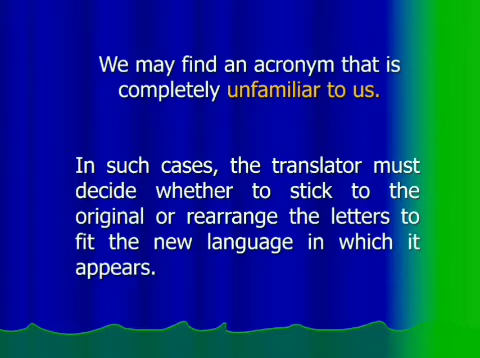 We may find an acronym that is
completely unfamiliar to us.
In such cases, the translator must
decide whether to stick to the
original or rearrange the letters to
fit the new language in which it
appears.